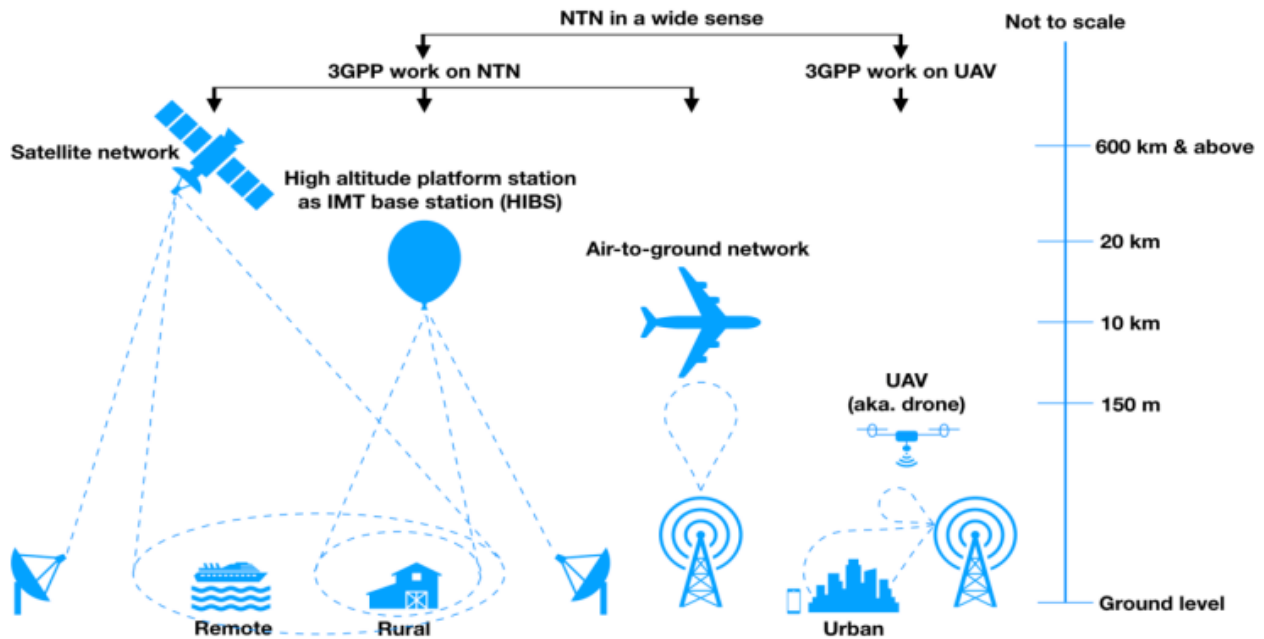 NTN in a wide sense
Not to scale
3GPP work on NTN
3GPP work on UAV
Satellite network
600 km & above
High altitude platform station
as IMT base station (HIBS)
20 km
Air-to-ground network
10 km
UAV
(aka. drone)
150 m
Ground level
Remote
Rural
Urban